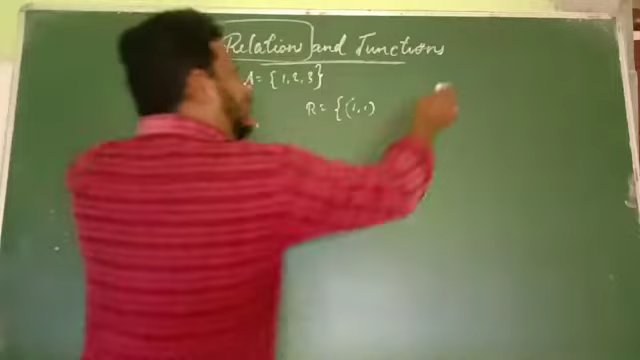 Relation and Functions
A = { 1, 2, 3 }
R = { (1, 1)